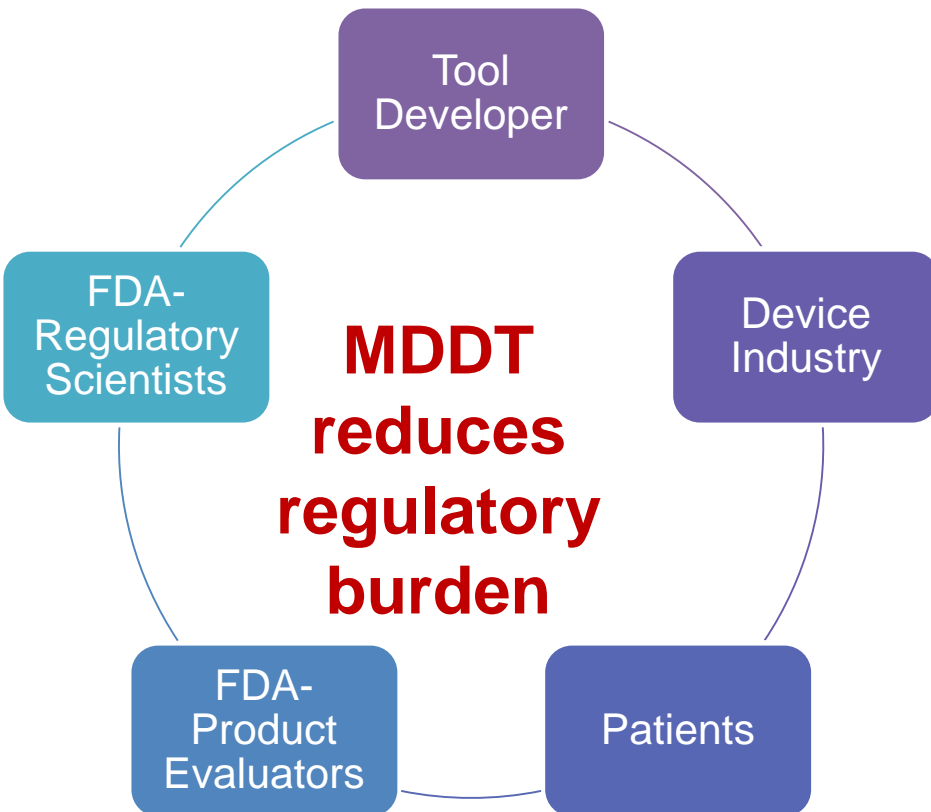 Tool
Developer
FDA-
Regulatory
Scientists
Device
Industry
MDDT
reduces
regulatory
burden
FDA-
Product
Evaluators
Patients